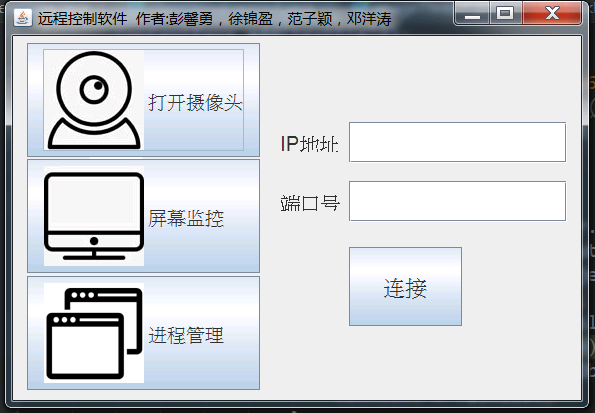 远程控制软件 作者:彭馨勇，徐锦盈，范子颖，邓洋涛
打开摄像头
IP地址
屏幕监控
端口号
连接
进程管理